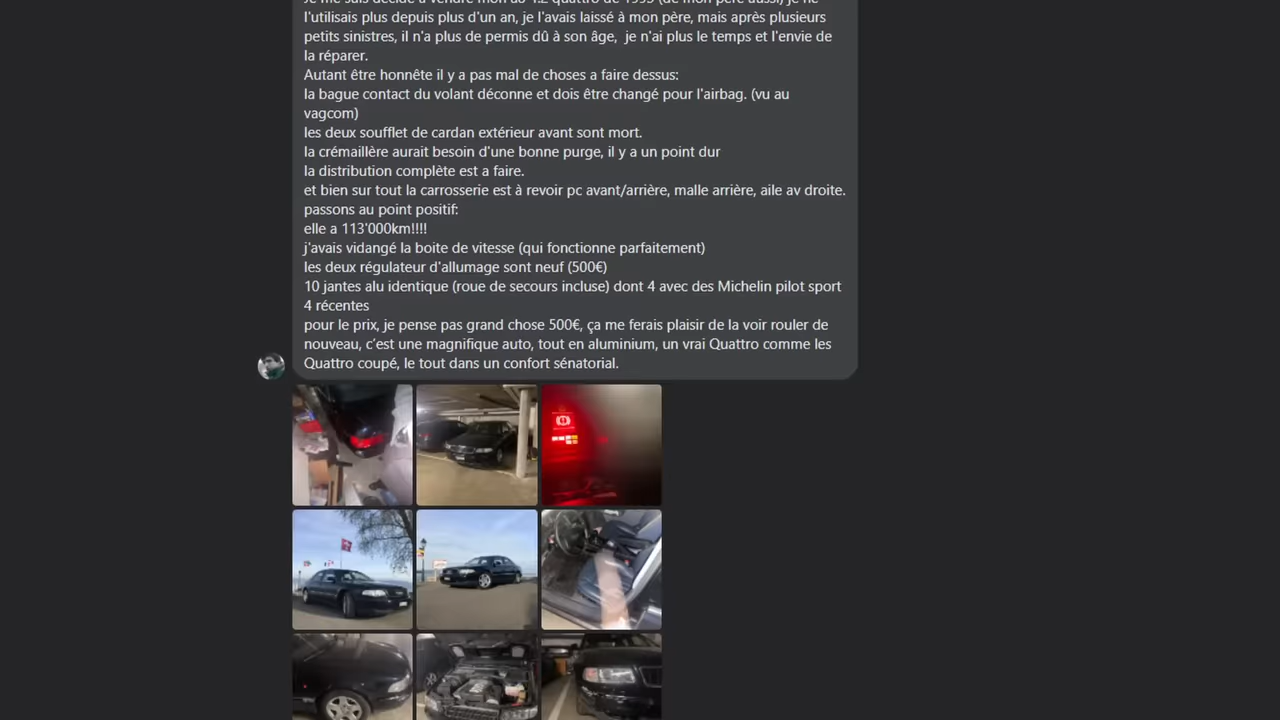 l'utilisais plus depuis plus d'un an, je l'avais laissé à mon père, mais après plusieurs
petits sinistres, il n'a plus de permis dû à son âge,  je n'ai plus le temps et l'envie de
la réparer.
Autant être honnête il y a pas mal de choses a faire dessus:
la bague contact du volant déconne et dois être changé pour l'airbag. (vu au
vagcom)
les deux soufflet de cardan extérieur avant sont mort.
la crémaillère aurait besoin d'une bonne purge, il y a un point dur
la distribution complète est a faire.
et bien sur tout la carrosserie est à revoir pc avant/arrière, malle arrière, aile av droite.
passons au point positif:
elle a 113'000km!!!!
j'avais vidangé la boite de vitesse (qui fonctionne parfaitement)
les deux régulateur d'allumage sont neuf (500€)
10 jantes alu identique (roue de secours incluse) dont 4 avec des Michelin pilot sport
4 récentes
pour le prix, je pense pas grand chose 500€, ça me ferais plaisir de la voir rouler de
nouveau, c'est une magnifique auto, tout en aluminium, un vrai Quattro comme les
Quattro coupé, le tout dans un confort sénatorial.